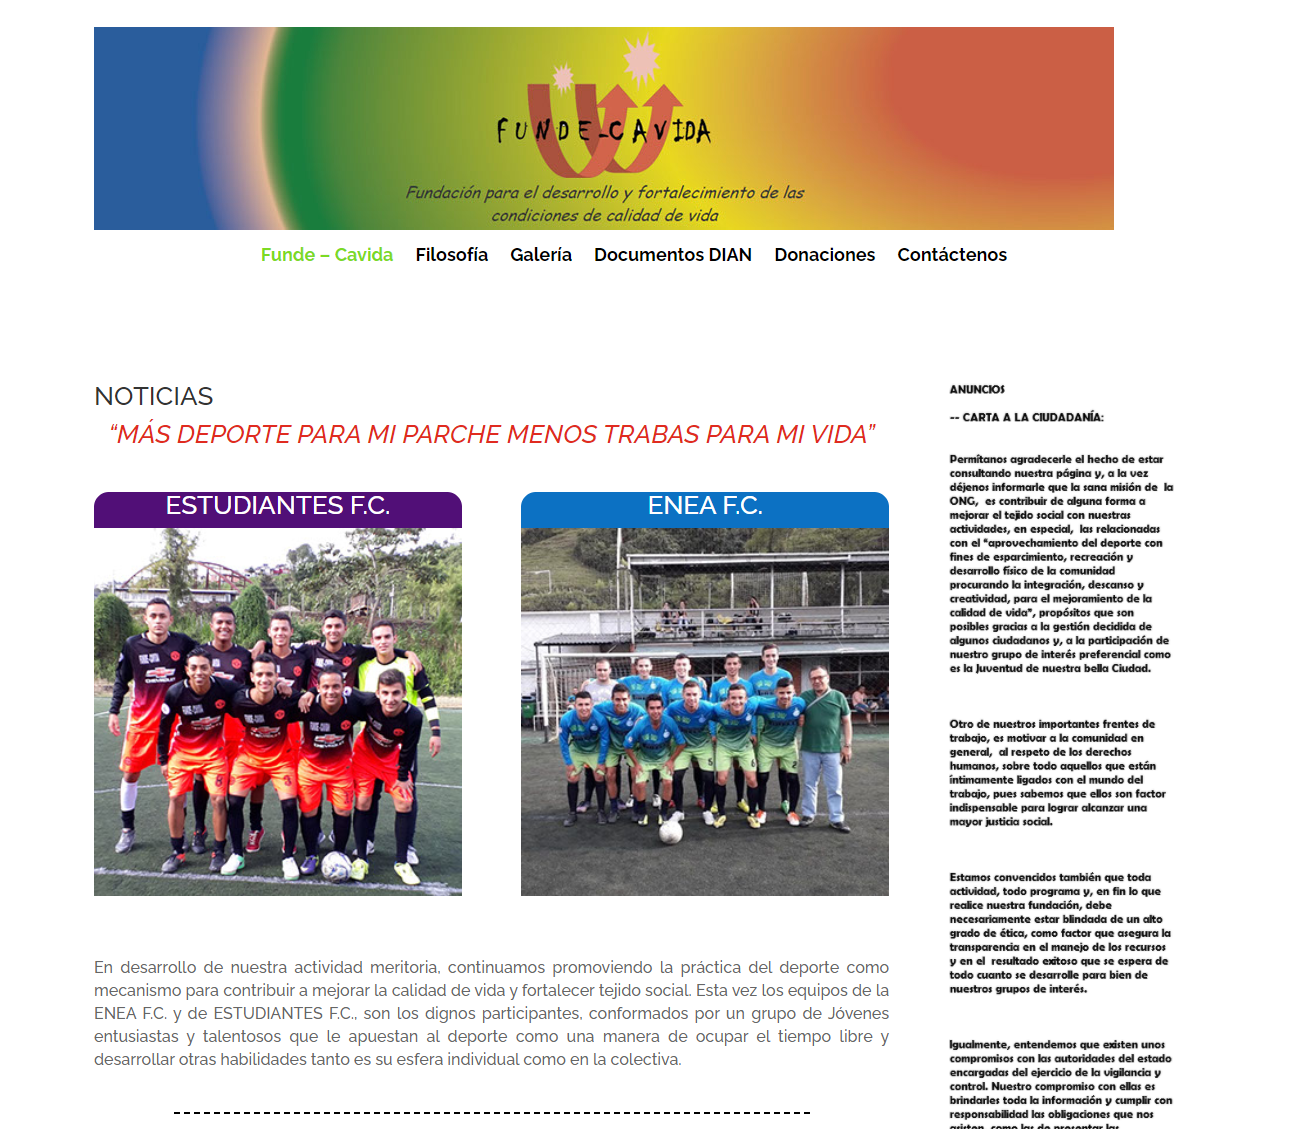 FUNDE-CAVIDA
Fundación para el desarrollo y fortalecimiento de las
condiciones de calidad de vida
Funde – Cavida Filosofía Galería Documentos DIAN Donaciones Contáctenos
NOTICIAS
“MÁS DEPORTE PARA MI PARCHE MENOS TRABAS PARA MI VIDA”
ESTUDIANTES F.C.
ENEA F.C.
En desarrollo de nuestra actividad meritoria, continuamos promoviendo la práctica del deporte como
mecanismo para contribuir a mejorar la calidad de vida y fortalecer tejido social. Esta vez los equipos de la
ENEA F.C. y de ESTUDIANTES F.C., son los dignos participantes, conformados por un grupo de Jóvenes
entusiastas y talentosos que le apuestan al deporte como una manera de ocupar el tiempo libre y
desarrollar otras habilidades tanto es su esfera individual como en la colectiva.
ANUNCIOS
-- CARTA A LA CIUDADANÍA:
Permítanos agradecerle el hecho de estar
consultando nuestra página y, a la vez
déjenos informarle que la sana misión de la
ONG, es contribuir de alguna forma a
mejorar el tejido social con nuestras
actividades, en especial, las relacionadas
con el “aprovechamiento del deporte con
fines de esparcimiento, recreación y
desarrollo físico de la comunidad
procurando la integración, descanso y
creatividad, para el mejoramiento de la
calidad de vida”, propósitos que son
posibles gracias a la gestión decidida de
algunos ciudadanos y, a la participación de
nuestro grupo de interés preferencial como
es la Juventud de nuestra bella Ciudad.
Otro de nuestros importantes frentes de
trabajo, es motivar a la comunidad en
general, al respeto de los derechos
humanos, sobre todo aquellos que están
íntimamente ligados con el mundo del
trabajo, pues sabemos que ellos son factor
indispensable para lograr alcanzar una
mayor justicia social.
Estamos convencidos también que toda
actividad, todo programa y, en fin lo que
realice nuestra fundación, debe
necesariamente estar blindada de un alto
grado de ética, como factor que asegura la
transparencia en el manejo de los recursos
y en el resultado exitoso que se espera de
todo cuanto se desarrolle para bien de
nuestros grupos de interés.
Igualmente, entendemos que existen unos
compromisos con las autoridades del estado
encargadas del ejercicio de la vigilancia y
control. Nuestro compromiso con ellas es
brindarles toda la información y cumplir con
responsabilidad las obligaciones que nos